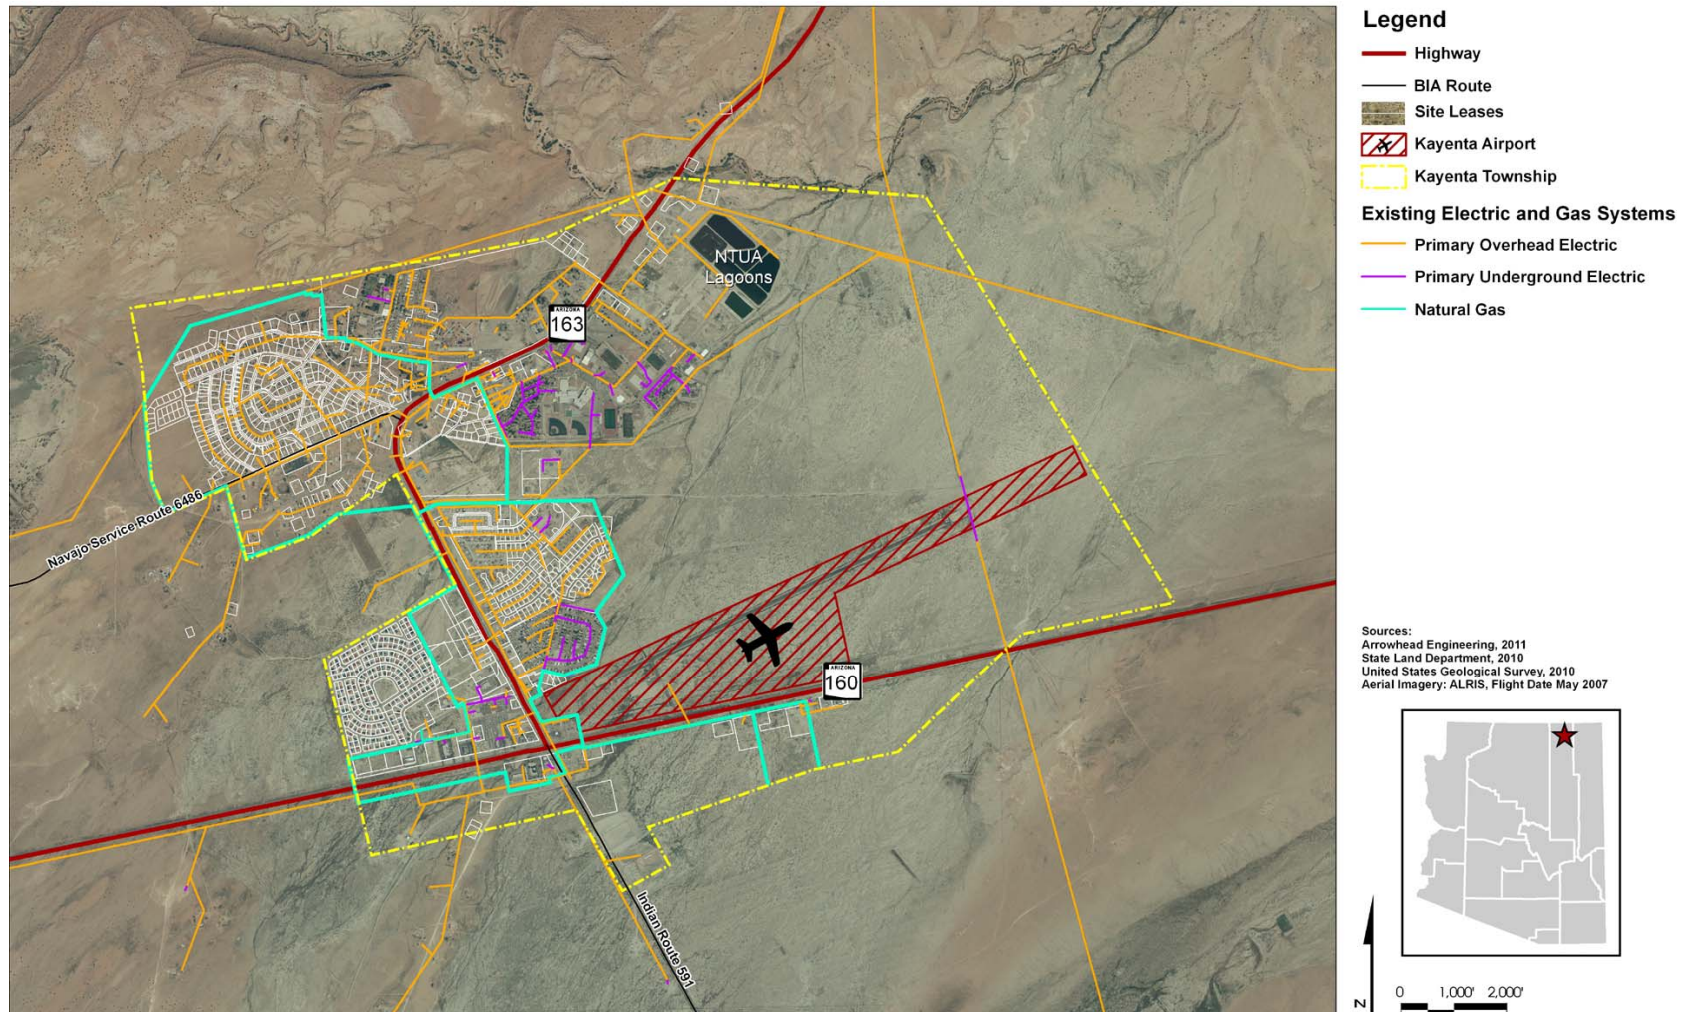 NTUA
Lagoons
ARIZONA
163
Navajo Service Route 6486
ARIZONA
160
Indian Route 591
Legend
Highway
BIA Route
Site Leases
Kayenta Airport
Kayenta Township
Existing Electric and Gas Systems
Primary Overhead Electric
Primary Underground Electric
Natural Gas
Sources:
Arrowhead Engineering, 2011
State Land Department, 2010
United States Geological Survey, 2010
Aerial Imagery: ALRIS, Flight Date May 2007
N
0 1,000' 2,000'